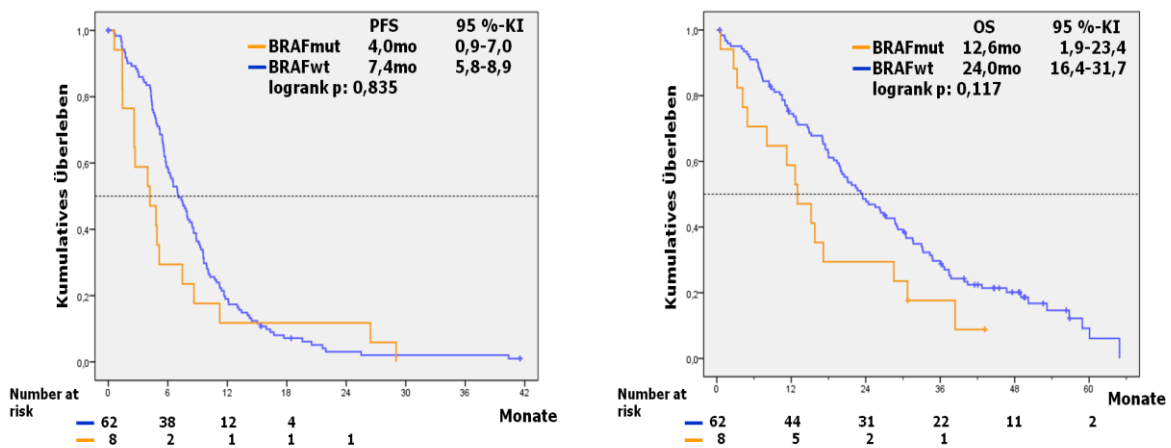 PFS 95 %-KI
BRAFmut 4,0mo 0,9-7,0
BRAFwt 7,4mo 5,8-8,9
logrank p: 0,835
1,0
0,8
0,6
0,4
0,2
0,0
Kumulatives Überleben
0 6 12 18 24 30 36 42
Monate
Number at
risk
62 38 12 4
8 2 1 1 1
OS 95 %-KI
BRAFmut 12,6mo 1,9-23,4
BRAFwt 24,0mo 16,4-31,7
logrank p: 0,117
1,0
0,8
0,6
0,4
0,2
0,0
Kumulatives Überleben
0 12 24 36 48 60
Monate
Number at
risk
62 44 31 22 11 2
8 5 2 1